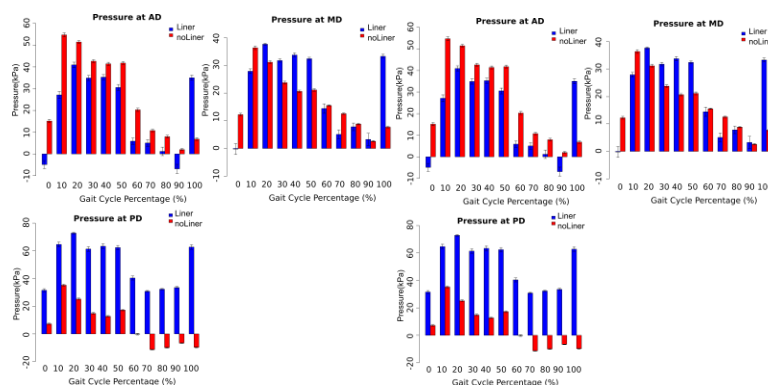 Pressure at AD
Liner
noLiner
Pressure(kPa)
-10 0 10 20 30 40 50 60
0 10 20 30 40 50 60 70 80 90 100
Gait Cycle Percentage (%)
Pressure at MD
Liner
noLiner
Pressure(kPa)
-10 0 10 20 30 40
0 10 20 30 40 50 60 70 80 90 100
Gait Cycle Percentage (%)
Pressure at AD
Liner
noLiner
Pressure(kPa)
-10 0 10 20 30 40 50 60
0 10 20 30 40 50 60 70 80 90 100
Gait Cycle Percentage (%)
Pressure at MD
Liner
noLine
Pressure(kPa)
-10 0 10 20 30 40
0 10 20 30 40 50 60 70 80 90 100
Gait Cycle Percentage (%)
Pressure at PD
Liner
noLiner
Pressure(kPa)
-20 0 20 40 60 80
0 10 20 30 40 50 60 70 80 90 100
Gait Cycle Percentage (%)
Pressure at PD
Liner
noLiner
Pressure(kPa)
-20 0 20 40 60 80
0 10 20 30 40 50 60 70 80 90 100
Gait Cycle Percentage (%)